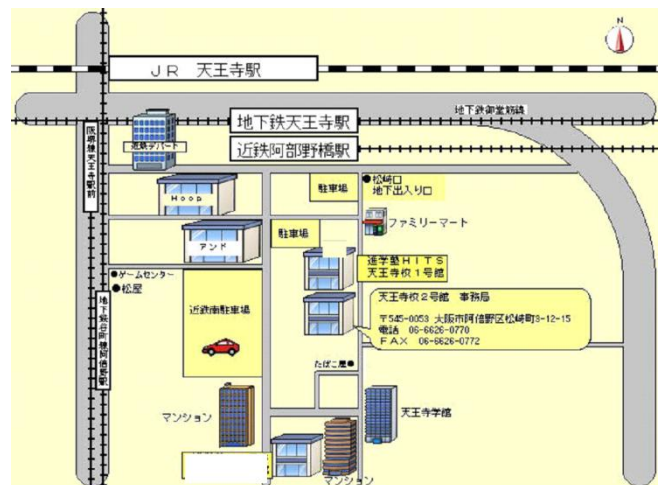 N
ＪＲ 天王寺駅
地下鉄御堂筋線
地下鉄天王寺駅
近鉄デパート
近鉄阿部野橋駅
阪堺線天王寺駅前
Ｈｏｏｐ
駐車場
●松崎口
地下出入り口
ファミリーマート
アンド
駐車場
進学塾ＨＩＴＳ
天王寺校１号館
●ゲームセンター
●松屋
近鉄南駐車場
天王寺校２号館 事務局
〒545-0053 大阪市阿倍野区松崎町3-12-15
電話 06-6626-0770
ＦＡＸ 06-6626-0772
地下鉄谷町線阿倍野駅
たばこ屋●
マンション
天王寺学館
マンション